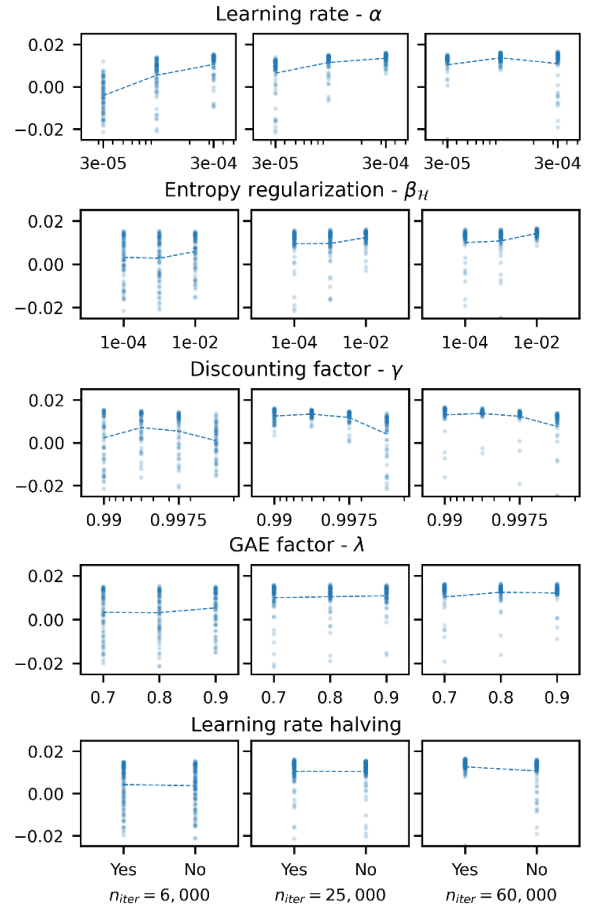 Learning rate - α
0.02
0.00
−0.02
3e-05 3e-04 3e-05 3e-04 3e-05 3e-04
Entropy regularization - β_ℋ
0.02
0.00
−0.02
1e-04 1e-02 1e-04 1e-02 1e-04 1e-02
Discounting factor - γ
0.02
0.00
−0.02
0.99 0.9975 0.99 0.9975 0.99 0.9975
GAE factor - λ
0.02
0.00
−0.02
0.7 0.8 0.9 0.7 0.8 0.9 0.7 0.8 0.9
Learning rate halving
0.02
0.00
−0.02
Yes No Yes No Yes No
n_iter = 6,000 n_iter = 25,000 n_iter = 60,000